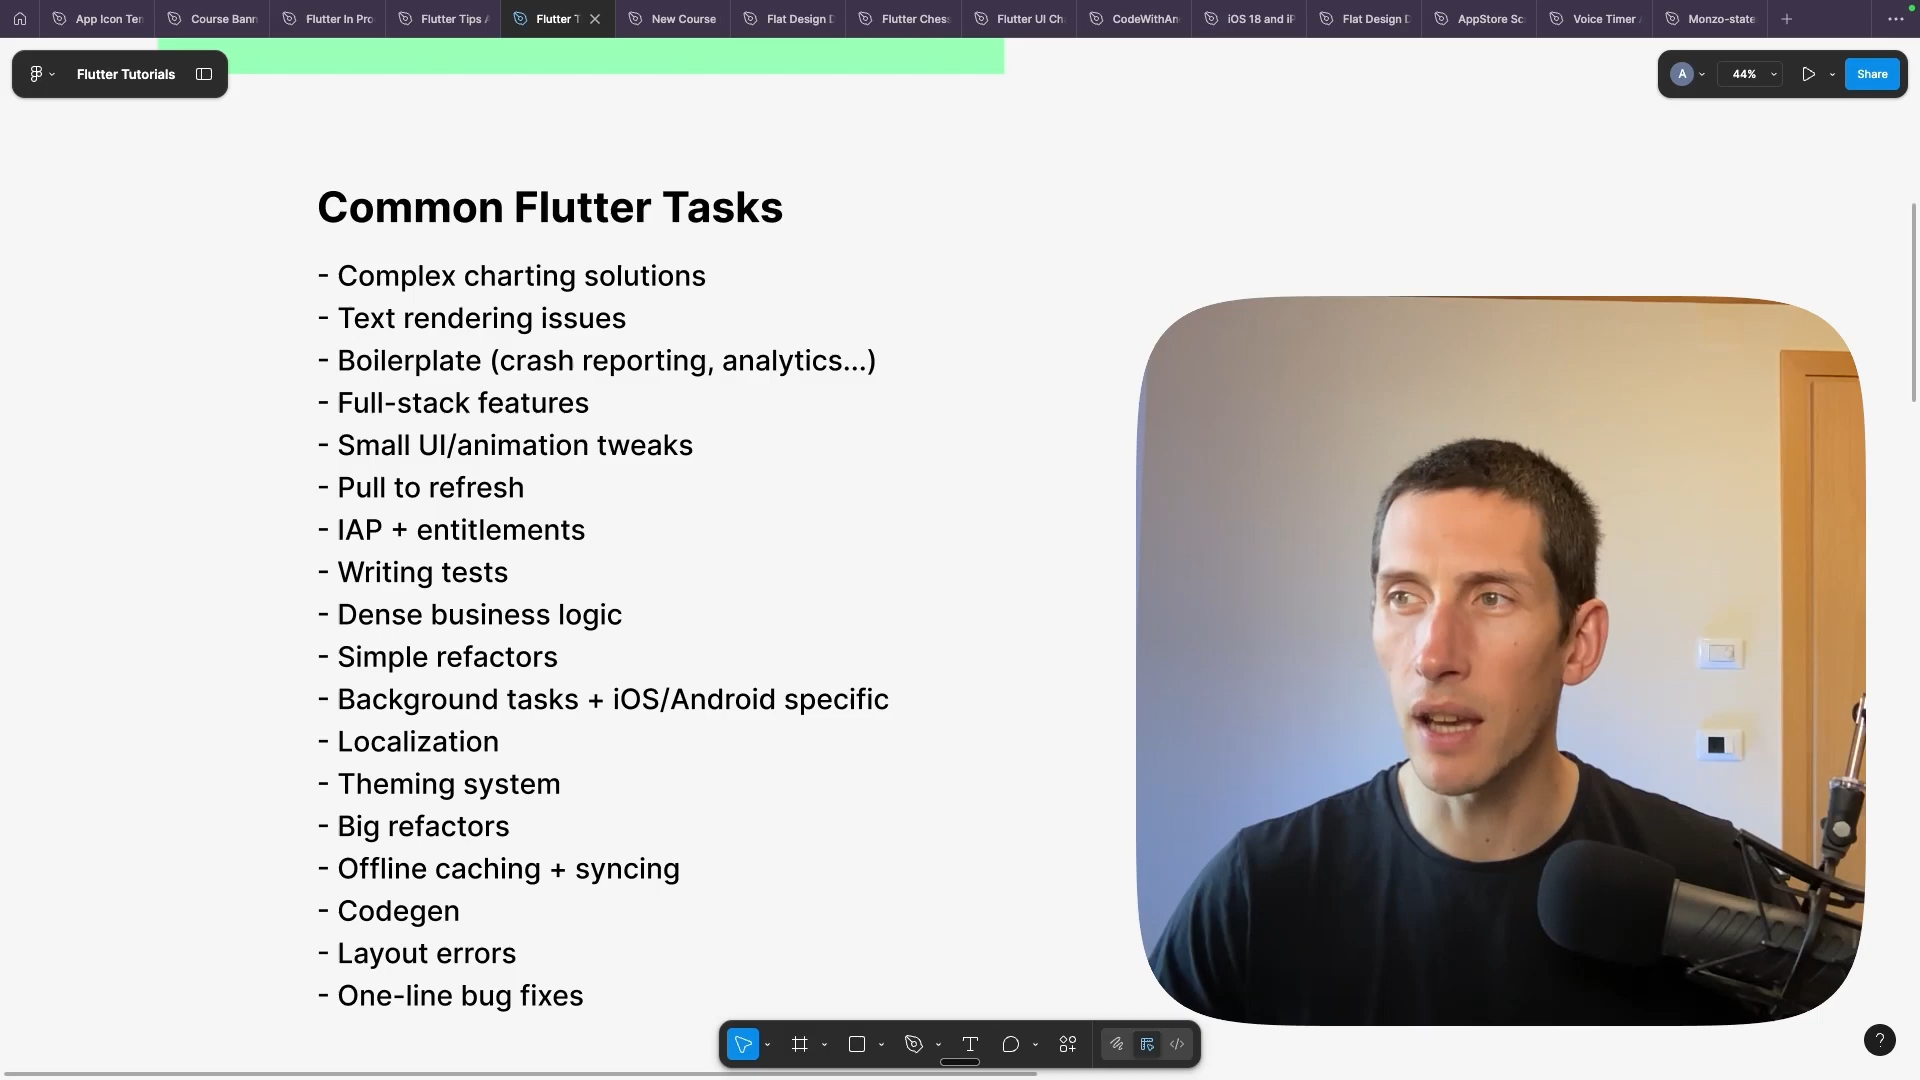 App Icon Ten
Course Bann
Flutter In Pro
Flutter Tips A
Flutter T
New Course
Flat Design D
Flutter Chess
Flutter UI Ch
CodeWithAn
iOS 18 and iP
Flat Design D
AppStore Sc
Voice Timer
Monzo-state
Flutter Tutorials
A
44%
Share
Common Flutter Tasks
- Complex charting solutions
- Text rendering issues
- Boilerplate (crash reporting, analytics...)
- Full-stack features
- Small UI/animation tweaks
- Pull to refresh
- IAP + entitlements
- Writing tests
- Dense business logic
- Simple refactors
- Background tasks + iOS/Android specific
- Localization
- Theming system
- Big refactors
- Offline caching + syncing
- Codegen
- Layout errors
- One-line bug fixes
?